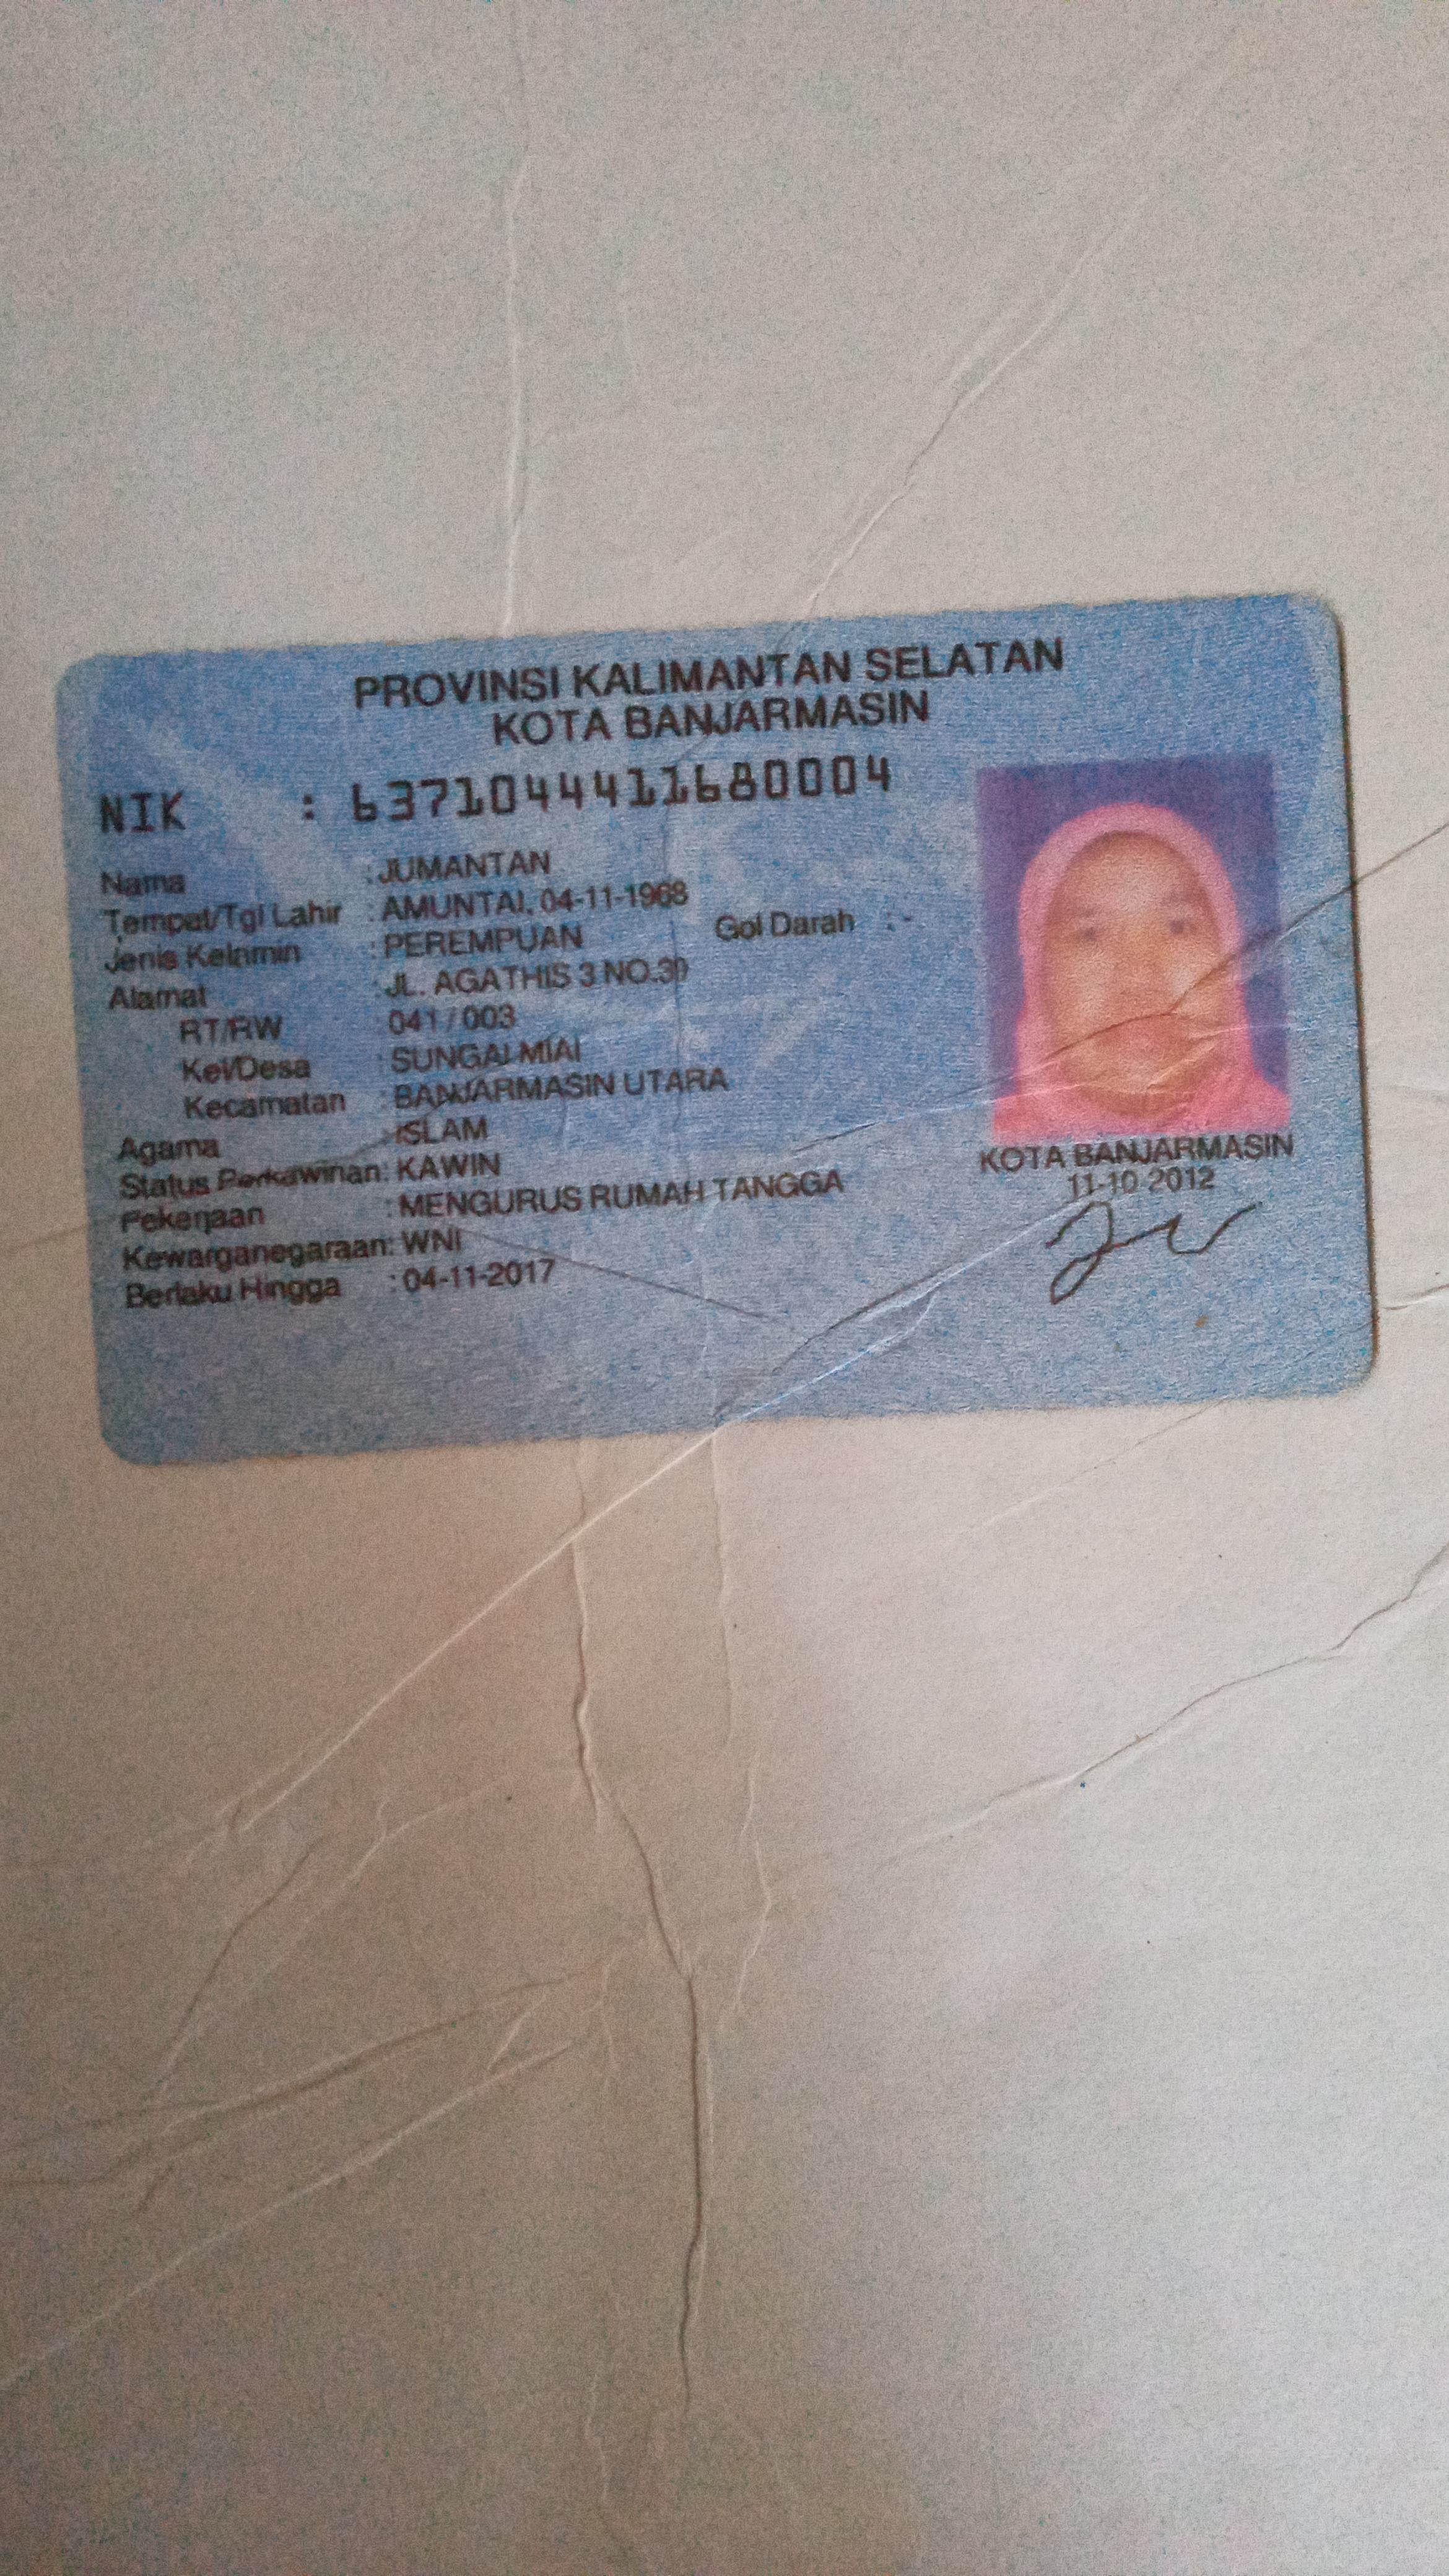 PROVINSI KALIMANTAN SELATAN
KOTA BANJARMASIN
NIK : 6371044411680004
Nama : JUMANTAN
Tempat/Tgl Lahir : AMUNTAI, 04-11-1968
Jenis Kelamin : PEREMPUAN Gol Darah : -
Alamat : JL. AGATHIS 3 NO.30
RT/RW : 041 / 003
Kel/Desa : SUNGAI MIAI
Kecamatan : BANJARMASIN UTARA
Agama : ISLAM
Status Perkawinan: KAWIN
Pekerjaan : MENGURUS RUMAH TANGGA
Kewarganegaraan: WNI
Berlaku Hingga : 04-11-2017
KOTA BANJARMASIN
11-10-2012